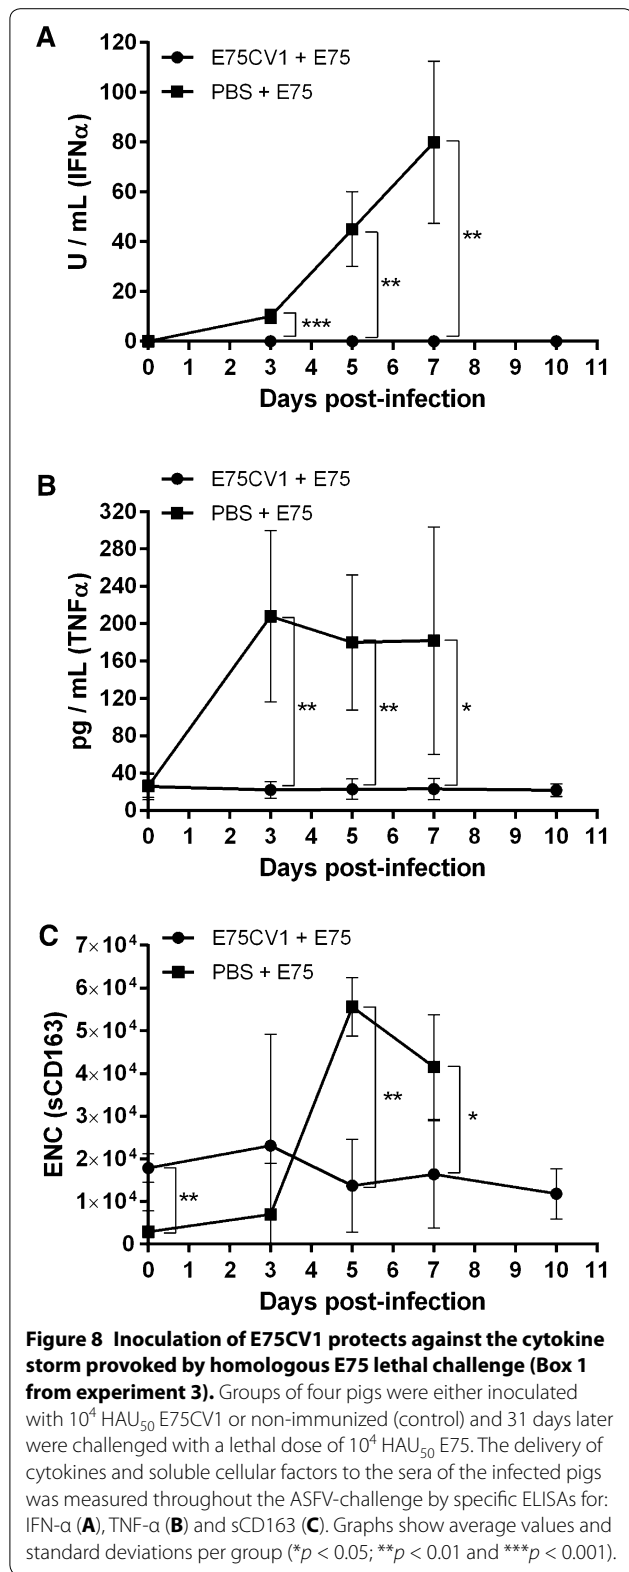 A
E75CV1 + E75
PBS + E75
120
100
80
60
40
20
0
U / mL (IFNα)
***
**
**
0 1 2 3 4 5 6 7 8 9 10 11
Days post-infection
B
E75CV1 + E75
PBS + E75
320
280
240
200
160
120
80
40
0
pg / mL (TNFα)
**
**
*
0 1 2 3 4 5 6 7 8 9 10 11
Days post-infection
C
E75CV1 + E75
PBS + E75
7×10⁴
6×10⁴
5×10⁴
4×10⁴
3×10⁴
2×10⁴
1×10⁴
0
ENC (sCD163)
**
**
*
0 1 2 3 4 5 6 7 8 9 10 11
Days post-infection
Figure 8 Inoculation of E75CV1 protects against the cytokine
storm provoked by homologous E75 lethal challenge (Box 1
from experiment 3). Groups of four pigs were either inoculated
with 10⁴ HAU₅₀ E75CV1 or non-immunized (control) and 31 days later
were challenged with a lethal dose of 10⁴ HAU₅₀ E75. The delivery of
cytokines and soluble cellular factors to the sera of the infected pigs
was measured throughout the ASFV-challenge by specific ELISAs for:
IFN-α (A), TNF-α (B) and sCD163 (C). Graphs show average values and
standard deviations per group (*p < 0.05; **p < 0.01 and ***p < 0.001).